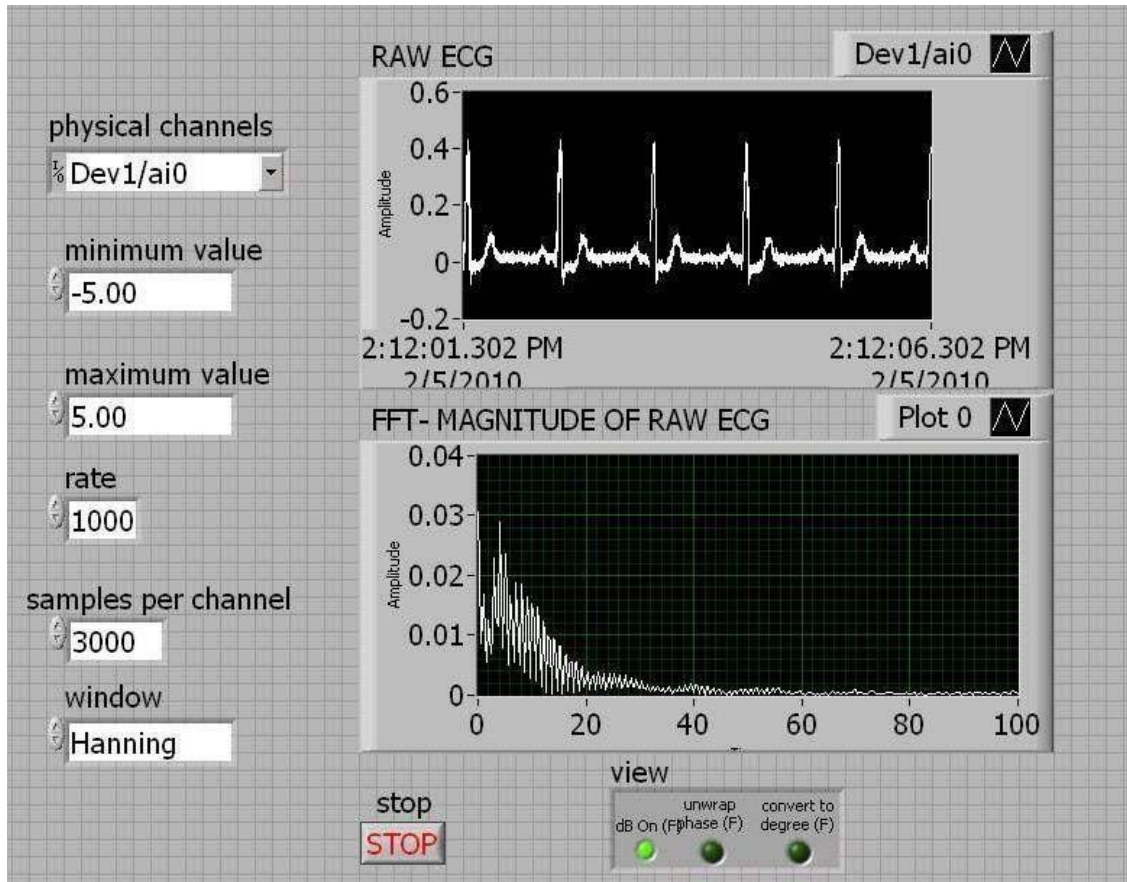 RAW ECG
Dev1/ai0
0.6
0.4
0.2
0
-0.2
Amplitude
2:12:01.302 PM
2/5/2010
2:12:06.302 PM
2/5/2010
physical channels
Dev1/ai0
minimum value
-5.00
maximum value
5.00
rate
1000
samples per channel
3000
window
Hanning
FFT- MAGNITUDE OF RAW ECG
Plot 0
0.04
0.03
0.02
0.01
0
Amplitude
0 20 40 60 80 100
stop
STOP
view
dB On (F)
unwrap
phase (F)
convert to
degree (F)